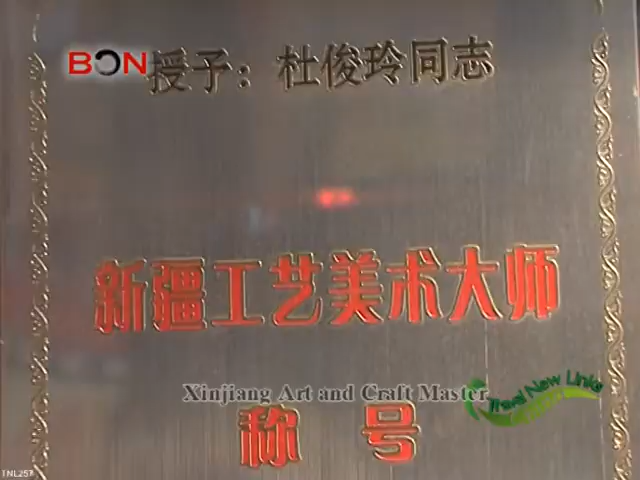 BON
授予：杜俊玲同志
新疆工艺美术大师
Xinjiang Art and Craft Master
Travel New Links
称号
TNL257